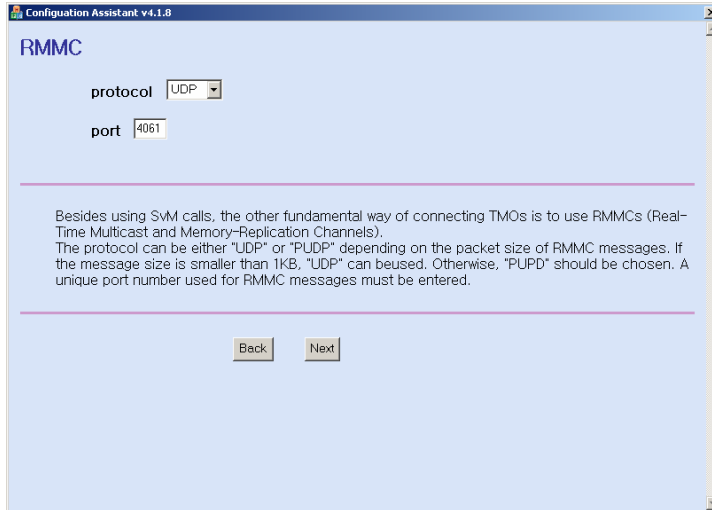 Configuation Assistant v4.1.8
RMMC
protocol UDP
port 4061
Besides using SvM calls, the other fundamental way of connecting TMOs is to use RMMCs (Real-
Time Multicast and Memory-Replication Channels).
The protocol can be either "UDP" or "PUDP" depending on the packet size of RMMC messages. If
the message size is smaller than 1KB, "UDP" can beused. Otherwise, "PUPD" should be chosen. A
unique port number used for RMMC messages must be entered.
Back Next